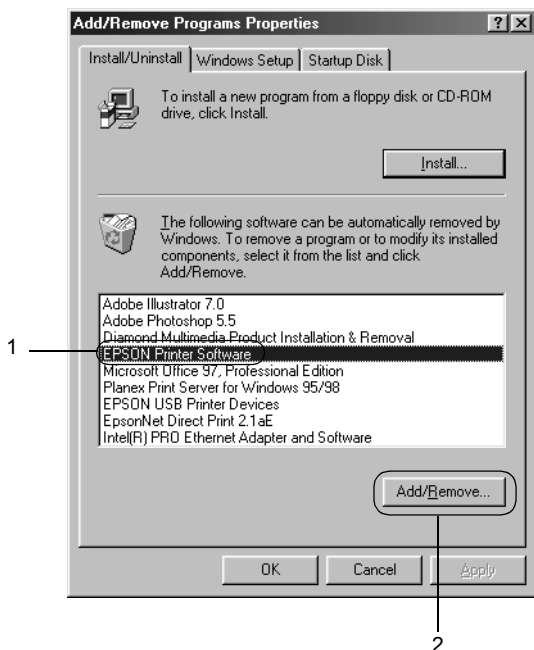 Add/Remove Programs Properties
Install/Uninstall Windows Setup Startup Disk
To install a new program from a floppy disk or CD-ROM
drive, click Install.
Install...
The following software can be automatically removed by
Windows. To remove a program or to modify its installed
components, select it from the list and click
Add/Remove.
Adobe Illustrator 7.0
Adobe Photoshop 5.5
Diamond Multimedia Product Installation & Removal
1
EPSON Printer Software
Microsoft Office 97, Professional Edition
Planex Print Server for Windows 95/98
EPSON USB Printer Devices
EpsonNet Direct Print 2.1aE
Intel(R) PRO Ethernet Adapter and Software
Add/Remove...
OK Cancel Apply
2